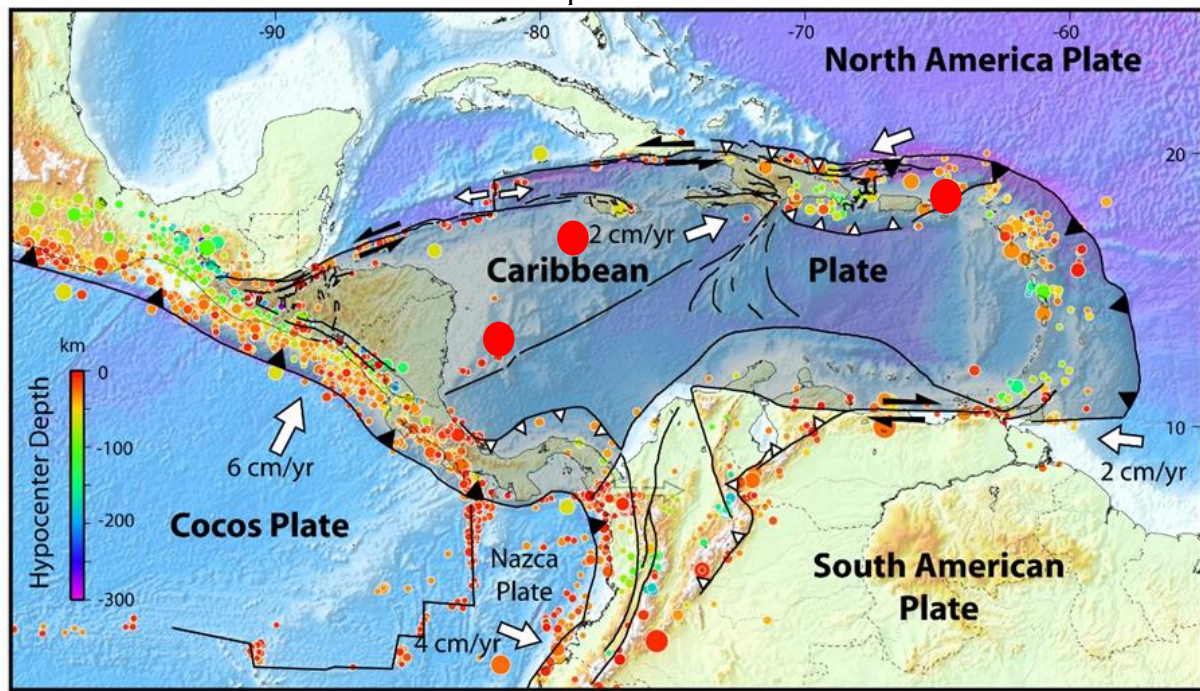 -90 -80 -70 -60
North America Plate
20
2 cm/yr
Caribbean Plate
km
0
-100
-200
-300
Hypocenter Depth
10
6 cm/yr
2 cm/yr
Cocos Plate
Nazca
Plate
South American
Plate
4 cm/yr